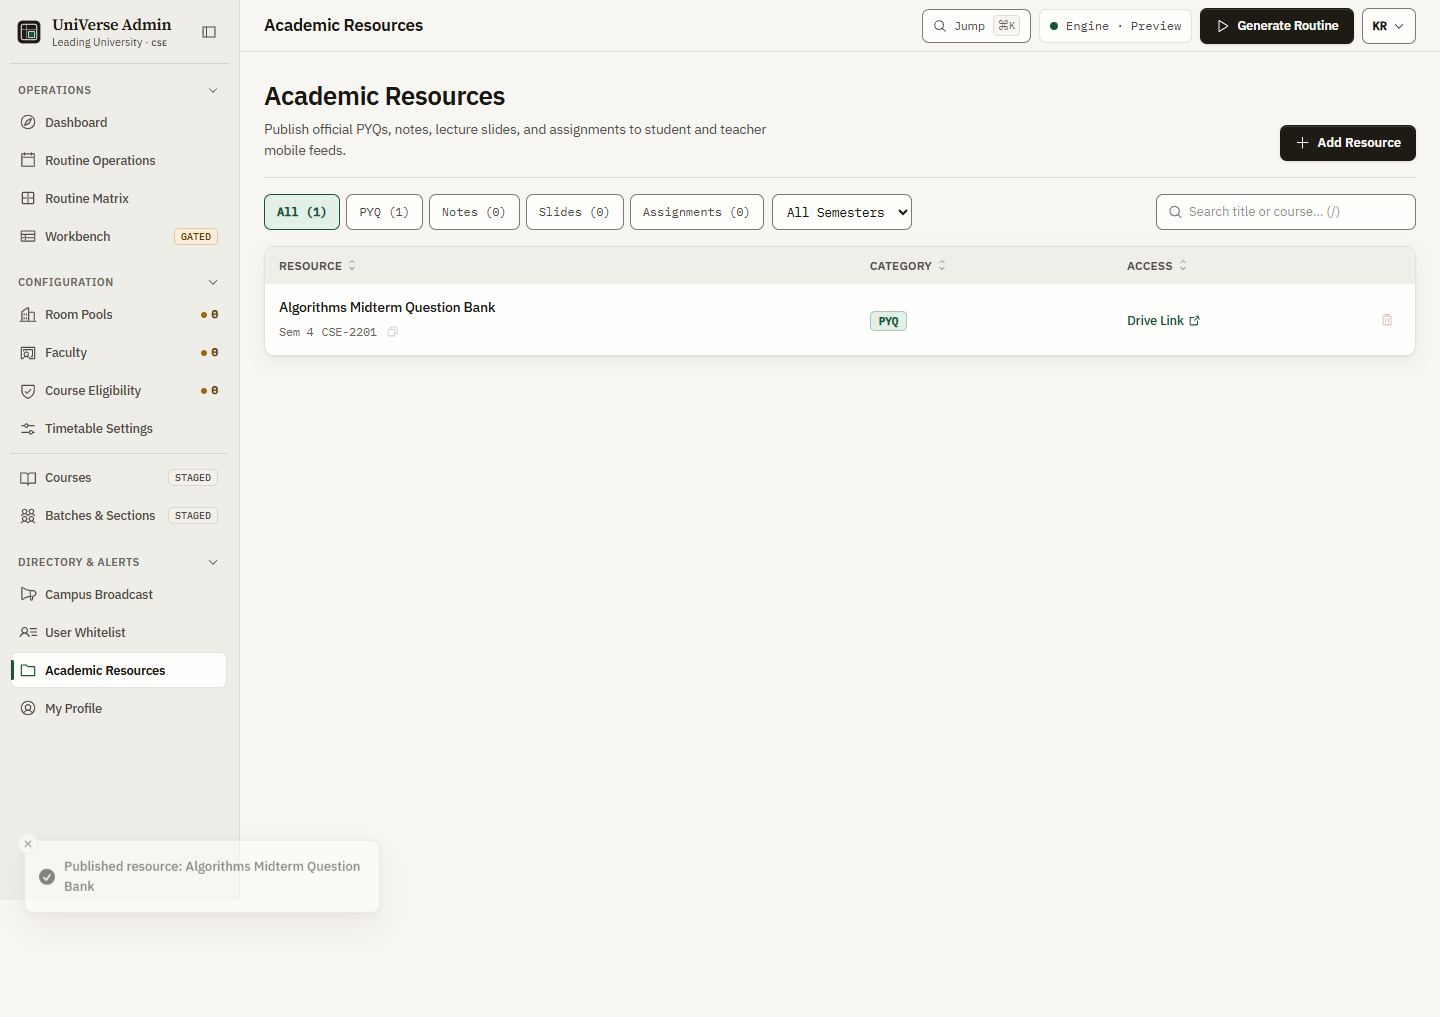 UniVerse Admin
Leading University · CSE
OPERATIONS
Dashboard
Routine Operations
Routine Matrix
Workbench GATED
CONFIGURATION
Room Pools 0
Faculty 0
Course Eligibility 0
Timetable Settings
Courses STAGED
Batches & Sections STAGED
DIRECTORY & ALERTS
Campus Broadcast
User Whitelist
Academic Resources
My Profile
Academic Resources
Jump ⌘K
Engine · Preview
Generate Routine
KR
Academic Resources
Publish official PYQs, notes, lecture slides, and assignments to student and teacher
mobile feeds.
Add Resource
All (1) PYQ (1) Notes (0) Slides (0) Assignments (0) All Semesters
Search title or course... (/)
RESOURCE CATEGORY ACCESS
Algorithms Midterm Question Bank
Sem 4 CSE-2201
PYQ
Drive Link
Published resource: Algorithms Midterm Question
Bank